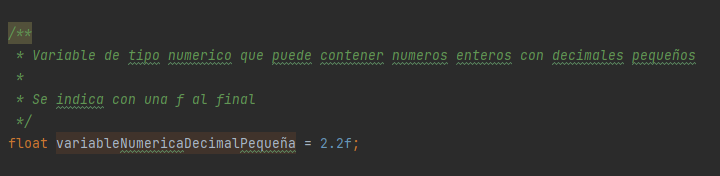 /**
 * Variable de tipo numerico que puede contener numeros enteros con decimales pequeños
 *
 * Se indica con una f al final
 */
float variableNumericaDecimalPequeña = 2.2f;